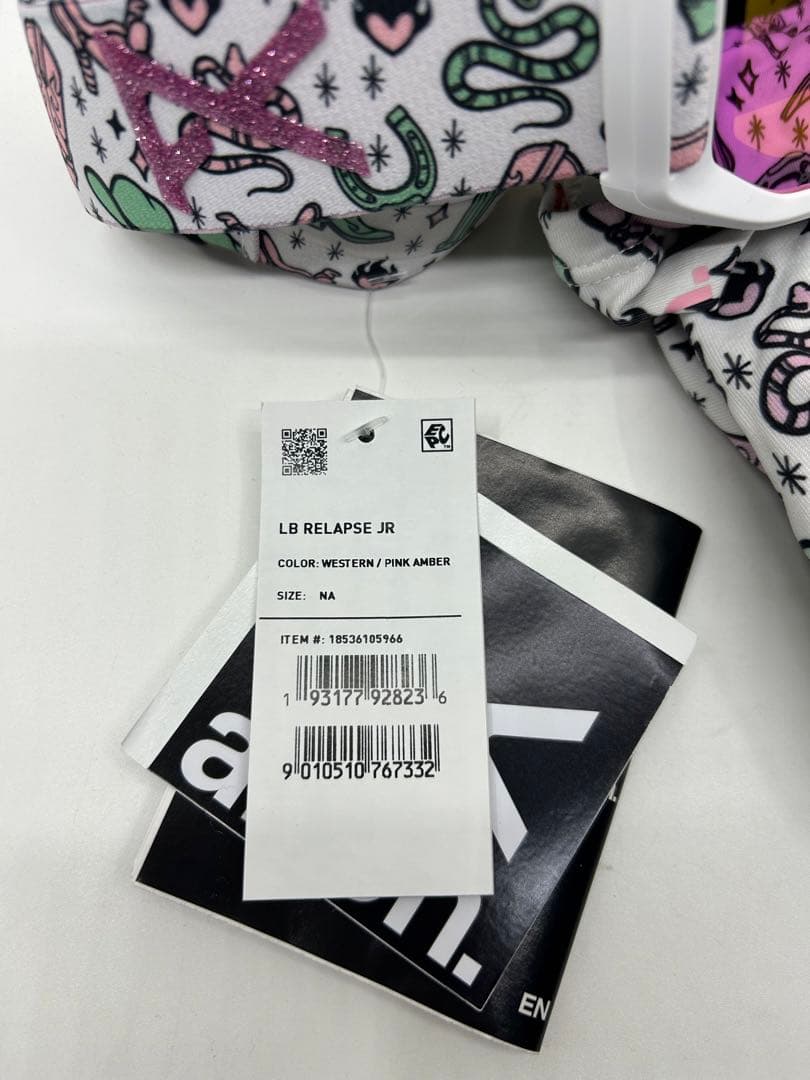 LB RELAPSE JR
COLOR: WESTERN / PINK AMBER
SIZE: NA
ITEM #: 18536105966
1 93177 92823 6
9 010510 767332
EN